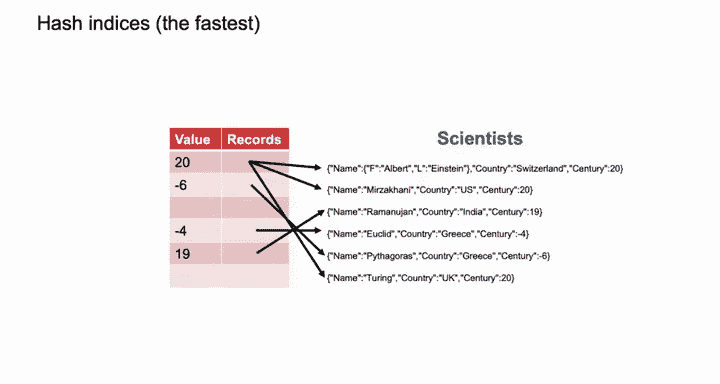 Hash indices (the fastest)
Value Records
20
-6
-4
19
Scientists
{"Name":{"F":"Albert","L":"Einstein"},"Country":"Switzerland","Century":20}
{"Name":"Mirzakhani","Country":"US","Century":20}
{"Name":"Ramanujan","Country":"India","Century":19}
{"Name":"Euclid","Country":"Greece","Century":-4}
{"Name":"Pythagoras","Country":"Greece","Century":-6}
{"Name":"Turing","Country":"UK","Century":20}